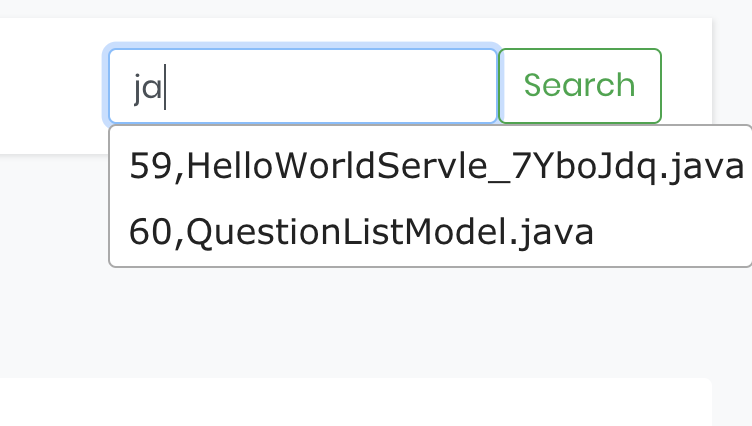 ja
Search
59,HelloWorldServle_7YboJdq.java
60,QuestionListModel.java